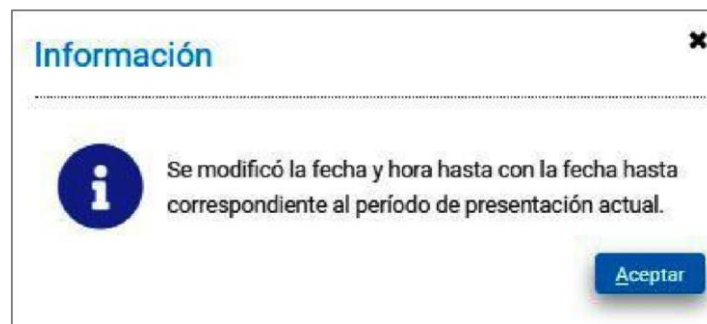 Información
Se modificó la fecha y hora hasta con la fecha hasta
correspondiente al período de presentación actual.
Aceptar